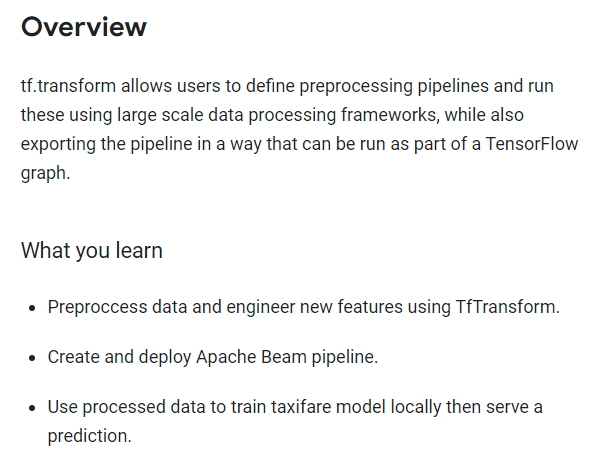 Overview
tf.transform allows users to define preprocessing pipelines and run
these using large scale data processing frameworks, while also
exporting the pipeline in a way that can be run as part of a TensorFlow
graph.
What you learn
• Preproccess data and engineer new features using TfTransform.
• Create and deploy Apache Beam pipeline.
• Use processed data to train taxifare model locally then serve a
prediction.